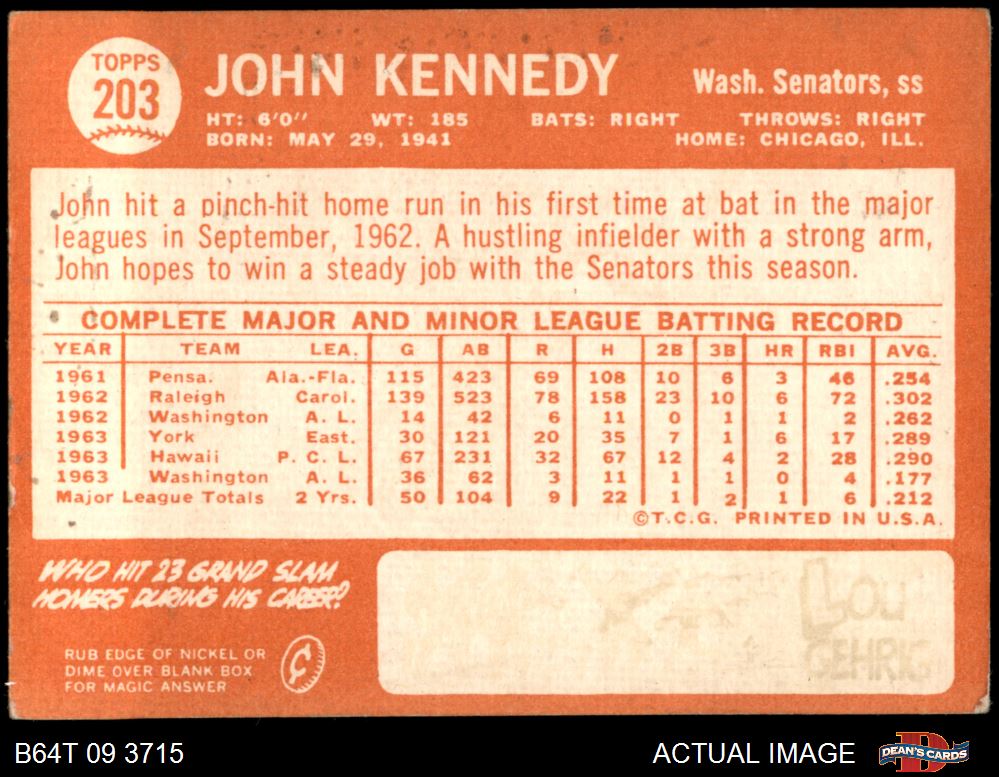 TOPPS
203
JOHN KENNEDY
Wash. Senators, ss
HT: 6'0'' WT: 185 BATS: RIGHT THROWS: RIGHT
BORN: MAY 29, 1941 HOME: CHICAGO, ILL.
John hit a pinch-hit home run in his first time at bat in the major
leagues in September, 1962. A hustling infielder with a strong arm,
John hopes to win a steady job with the Senators this season.
COMPLETE MAJOR AND MINOR LEAGUE BATTING RECORD
YEAR TEAM LEA. G AB R H 2B 3B HR RBI AVG.
1961 Pensa. Ala.-Fla. 115 423 69 108 10 6 3 46 .254
1962 Raleigh Carol. 139 523 78 158 23 10 6 72 .302
1962 Washington A. L. 14 42 6 11 0 1 1 2 .262
1963 York East. 30 121 20 35 7 1 6 17 .289
1963 Hawaii P. C. L. 67 231 32 67 12 4 2 28 .290
1963 Washington A. L. 36 62 3 11 1 1 0 4 .177
Major League Totals 2 Yrs. 50 104 9 22 1 2 1 6 .212
©T.C.G. PRINTED IN U.S.A.
WHO HIT 23 GRAND SLAM
HOMERS DURING HIS CAREER?
RUB EDGE OF NICKEL OR
DIME OVER BLANK BOX
FOR MAGIC ANSWER
LOU
GEHRIG
B64T 09 3715
ACTUAL IMAGE
DEAN'S CARDS